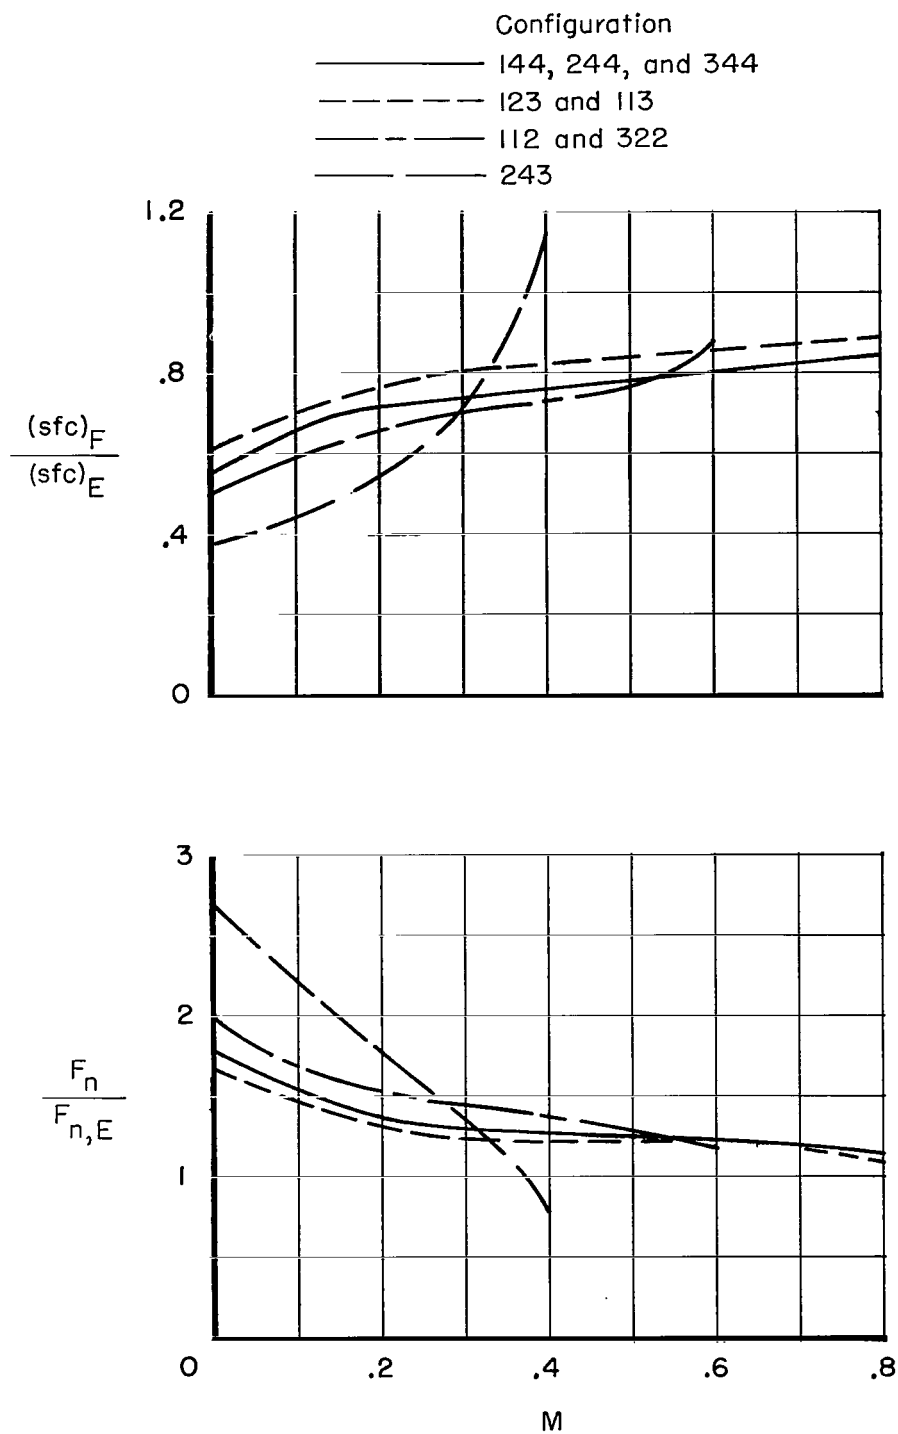 Configuration
144, 244, and 344
123 and 113
112 and 322
243
1.2
.8
(sfc)F
(sfc)E
.4
0
3
2
Fn
Fn,E
1
0 .2 .4 .6 .8
M